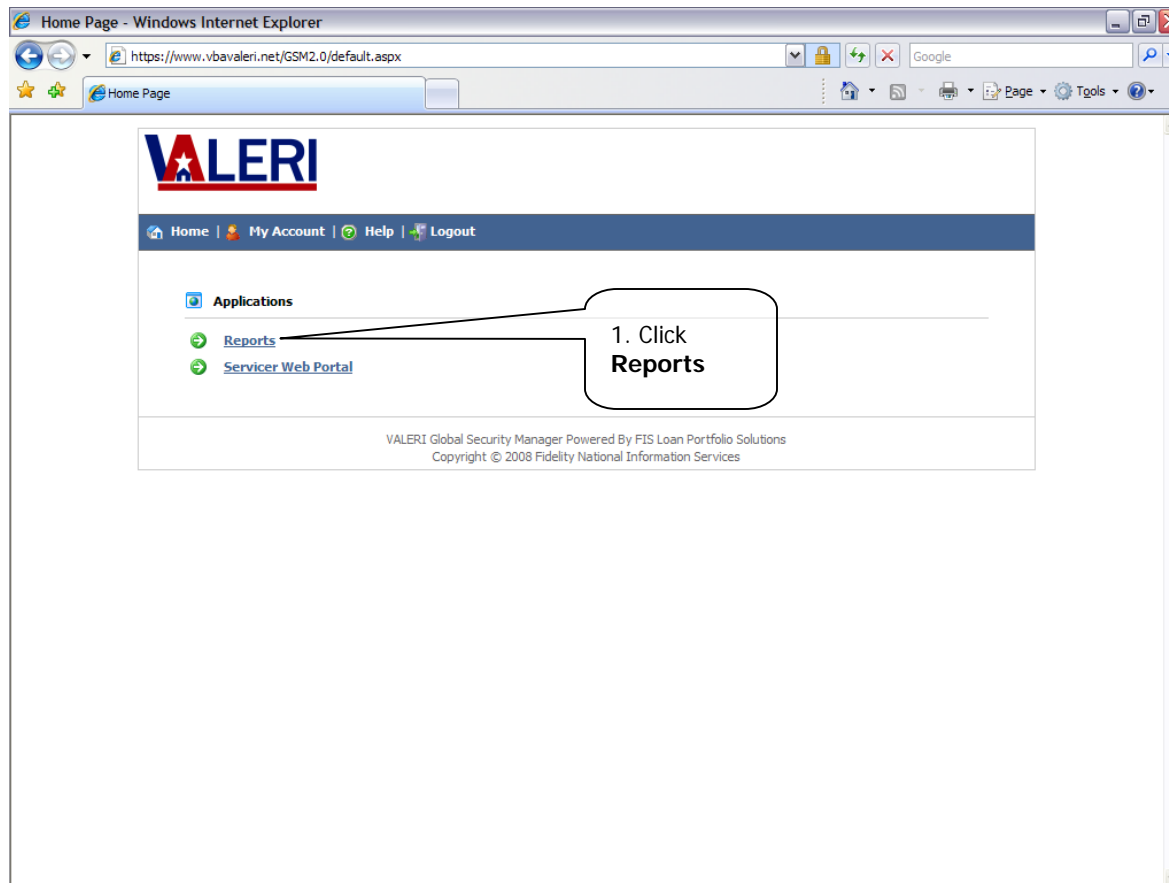 Home Page - Windows Internet Explorer
https://www.vbavaleri.net/GSM2.0/default.aspx
Google
Home Page
Page
Tools
VALERI
Home | My Account | Help | Logout
Applications
Reports
Servicer Web Portal
1. Click
Reports
VALERI Global Security Manager Powered By FIS Loan Portfolio Solutions
Copyright © 2008 Fidelity National Information Services